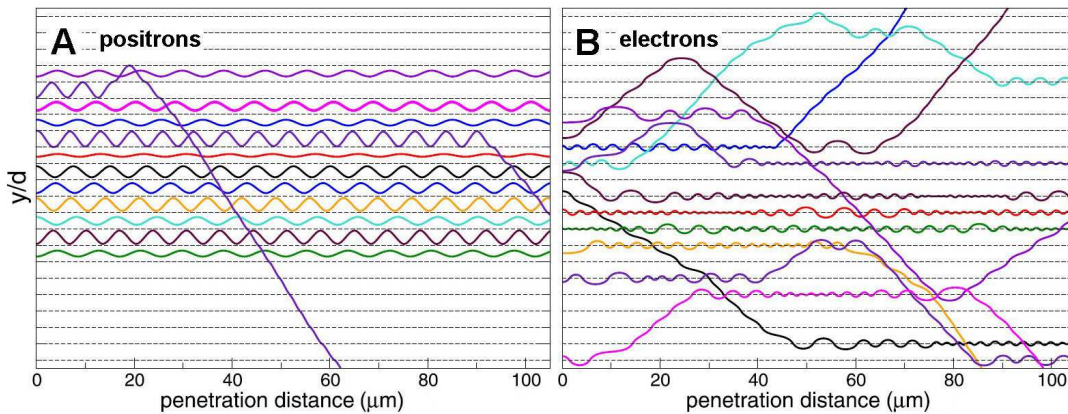 A positrons
B electrons
y/d
0 20 40 60 80 100
0 20 40 60 80 100
penetration distance (μm)
penetration distance (μm)